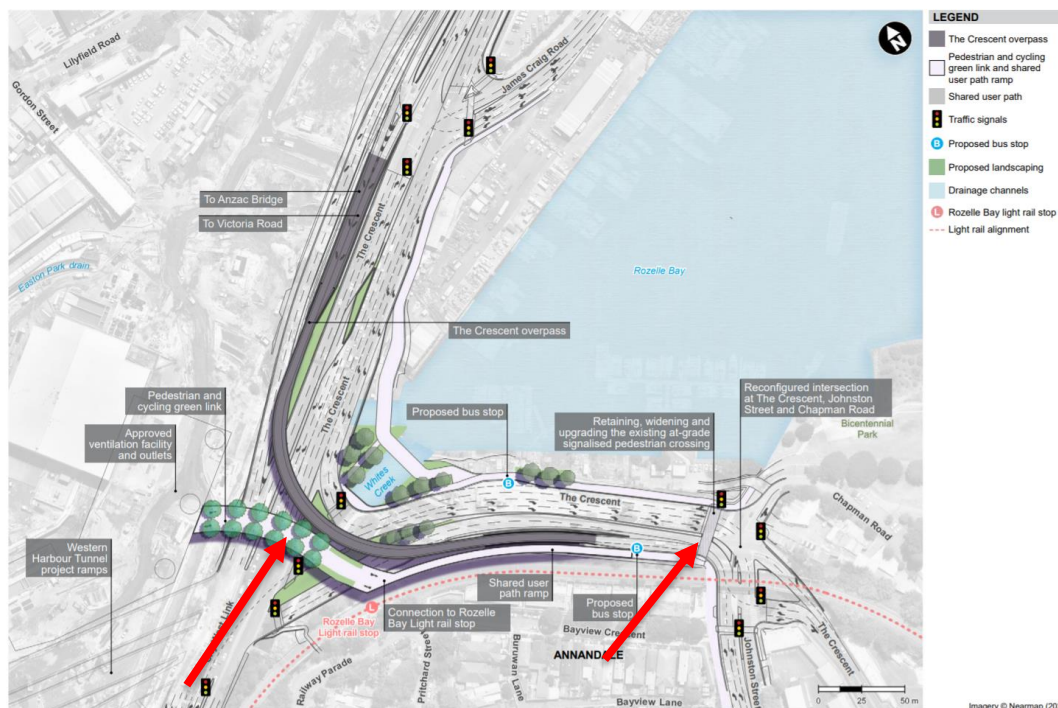 LEGEND
The Crescent overpass
Pedestrian and cycling
green link and shared
user path ramp
Shared user path
Traffic signals
B
Proposed bus stop
Proposed landscaping
Drainage channels
L
Rozelle Bay light rail stop
Light rail alignment
N
Lilyfield Road
Gordon Street
James Craig Road
To Anzac Bridge
To Victoria Road
The Crescent
Easton Park drain
Rozelle Bay
The Crescent overpass
The Crescent
Pedestrian and
cycling green link
Approved
ventilation facility
and outlets
Proposed bus stop
Retaining, widening and
upgrading the existing at-grade
signalised pedestrian crossing
Reconfigured intersection
at The Crescent, Johnston
Street and Chapman Road
Bicentennial
Park
Whites
Creek
B
The Crescent
Chapman Road
Western
Harbour Tunnel
project ramps
B
Shared user
path ramp
Proposed
bus stop
Connection to Rozelle
Bay Light rail stop
L
Rozelle Bay
Light rail stop
Link
Railway Parade
Pritchard Street
Burrowan Lane
Bayview Crescent
ANNANDALE
Bayview Lane
Johnston Street
The Crescent
0
50 m
Imagery © Nearmap (20